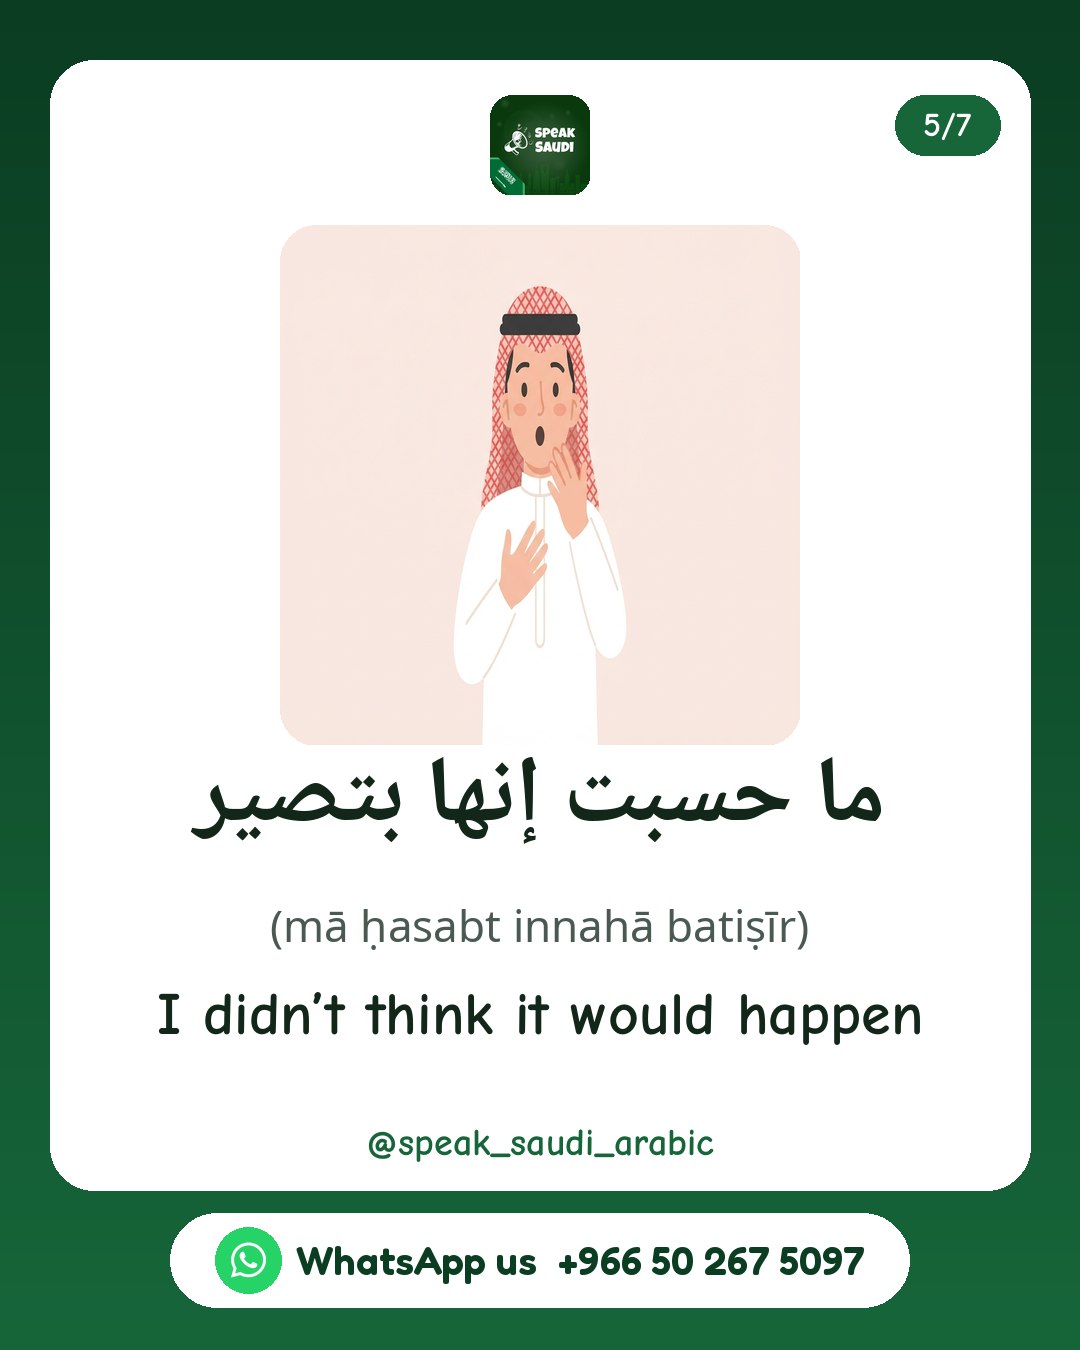 SPEAK
SAUDI
5/7
ما حسبت إنها بتصير
(mā ḥasabt innahā batiṣīr)
I didn’t think it would happen
@speak_saudi_arabic
WhatsApp us +966 50 267 5097